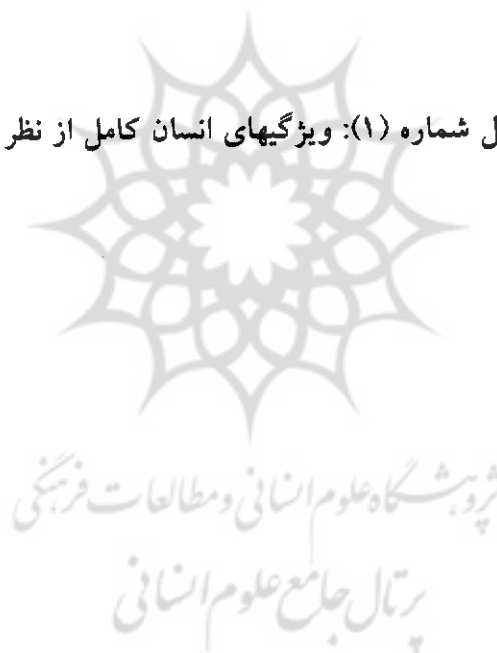 ل شماره (۱): ویژگیهای انسان کامل از نظر
پژوهشگاه علوم انسانی و مطالعات فرهنگی
پرتال جامع علوم انسانی